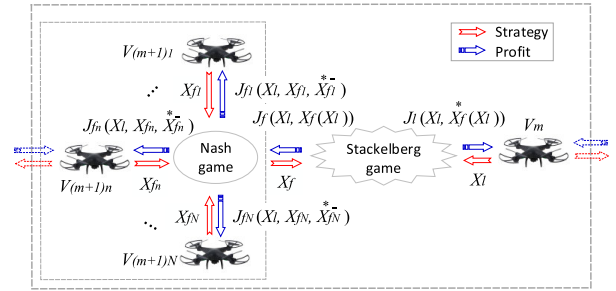 V(m+1)1
Strategy
Profit
Xf1
Jf1(Xl, Xf1, X*-f1)
Jfn(Xl, Xfn, X*-fn)
Jf(Xl, Xf(Xl))
Jl(Xl, X*f(Xl))
Vm
Nash
game
Stackelberg
game
V(m+1)n
Xfn
Xf
Xl
XfN
JfN(Xl, XfN, X*-fN)
V(m+1)N